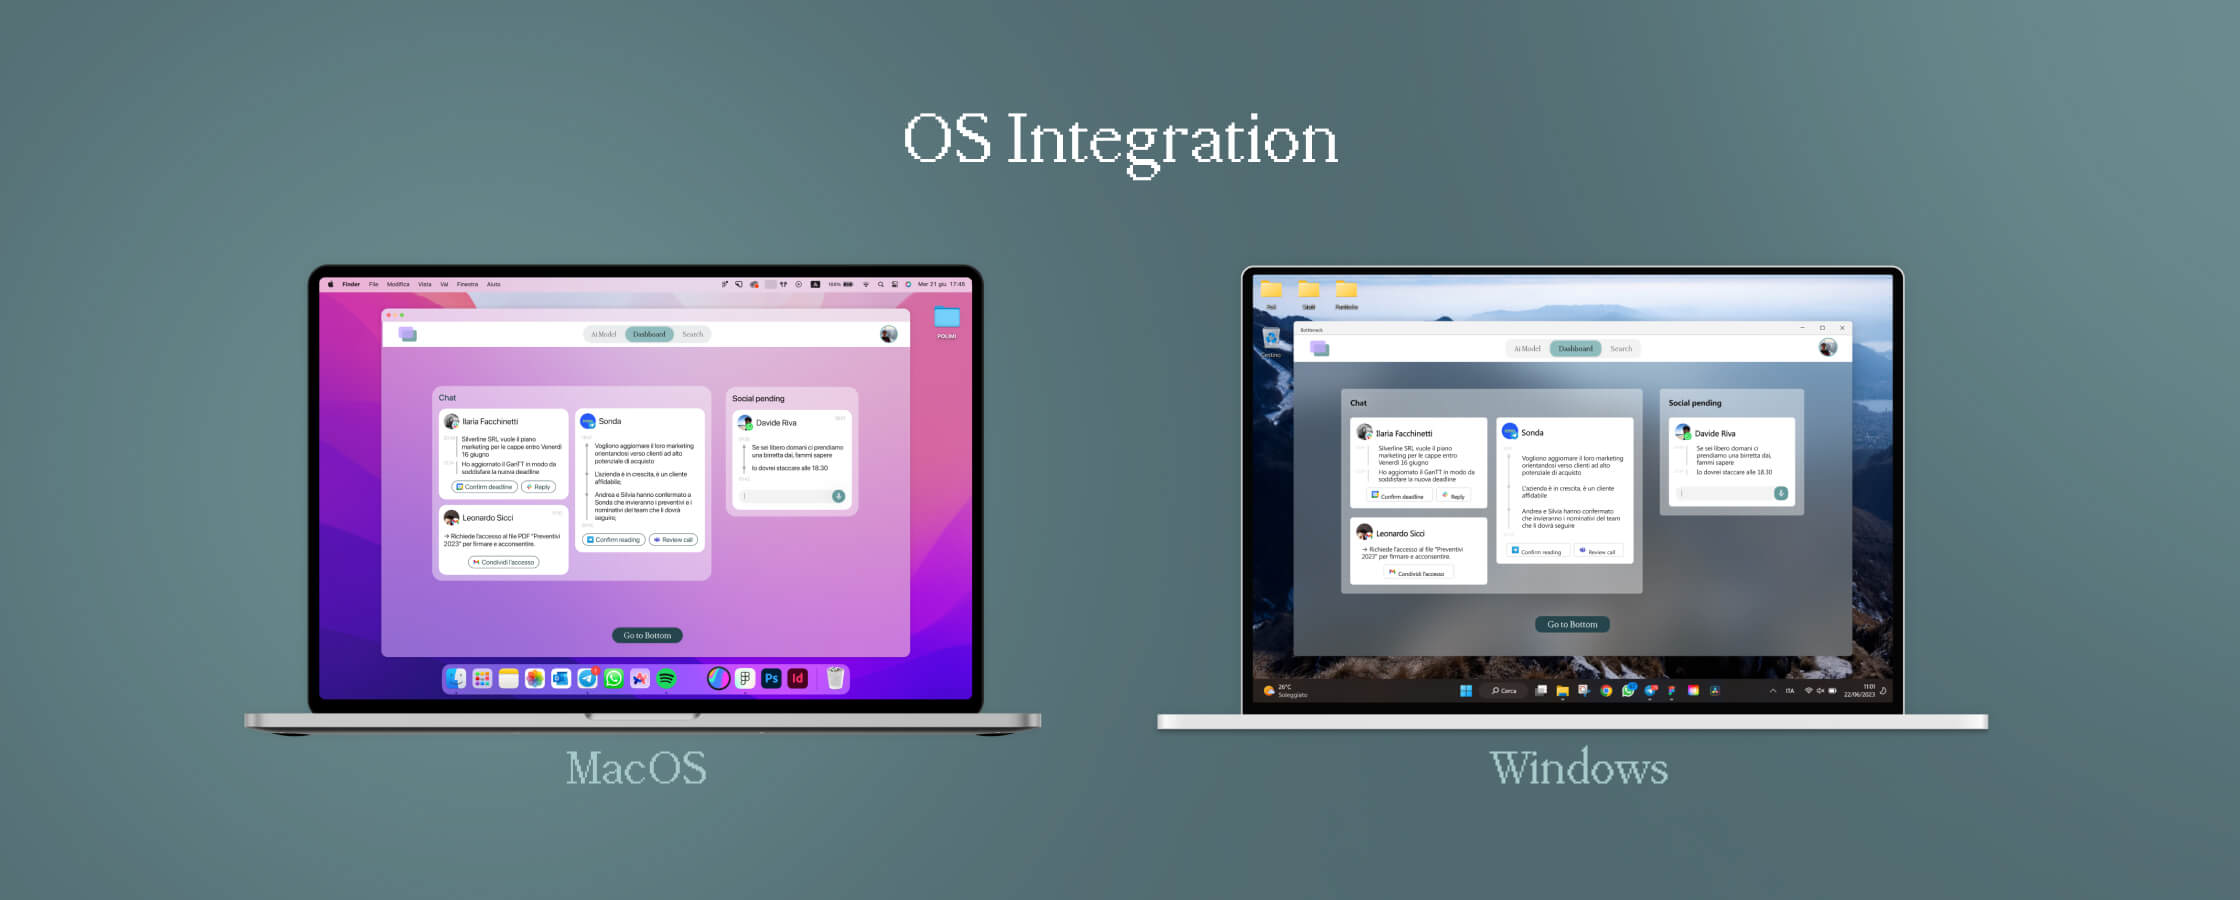 OS Integration
Finder File Modifica Vista Vai Finestra Aiuto
100%
Mer 21 giu. 17:45
POLIMI
Ai Model Dashboard Search
Chat
Ilaria Facchinetti
Silverline SRL vuole il piano
marketing per le cappe entro Venerdì
16 giugno
Ho aggiornato il GanTT in modo da
soddisfare la nuova deadline
Confirm deadline Reply
Leonardo Sicci
→ Richiede l'accesso al file PDF "Preventivi
2023" per firmare e acconsentire.
Condividi l'accesso
Sonda
Vogliono aggiornare il loro marketing
orientandosi verso clienti ad alto
potenziale di acquisto
L'azienda è in crescita, è un cliente
affidabile;
Andrea e Silvia hanno confermato a
Sonda che invieranno i preventivi e i
nominativi del team che li dovrà
seguire;
Confirm reading Review call
Social pending
Davide Riva
Se sei libero domani ci prendiamo
una birretta dai, fammi sapere
Io dovrei staccare alle 18.30
Go to Bottom
Ps Id
MacOS
Cestino
Bottleneck
Ai Model Dashboard Search
Chat
Ilaria Facchinetti
Silverline SRL vuole il piano
marketing per le cappe entro
Venerdì 16 giugno
Ho aggiornato il GanTT in modo da
soddisfare la nuova deadline
Confirm deadline Reply
Leonardo Sicci
→ Richiede l'accesso al file "Preventivi
2023" per firmare e acconsentire.
Condividi l'accesso
Sonda
Vogliono aggiornare il loro marketing
orientandosi verso clienti ad alto
potenziale di acquisto
L'azienda è in crescita, è un cliente
affidabile
Andrea e Silvia hanno confermato
che invieranno i nominativi del team
che li dovrà seguire
Confirm reading Review call
Social pending
Davide Riva
Se sei libero domani ci
prendiamo una birretta dai,
fammi sapere
Io dovrei staccare alle 18.30
Go to Bottom
26°C
Soleggiato
Cerca
ITA
11:01
22/06/2023
Windows